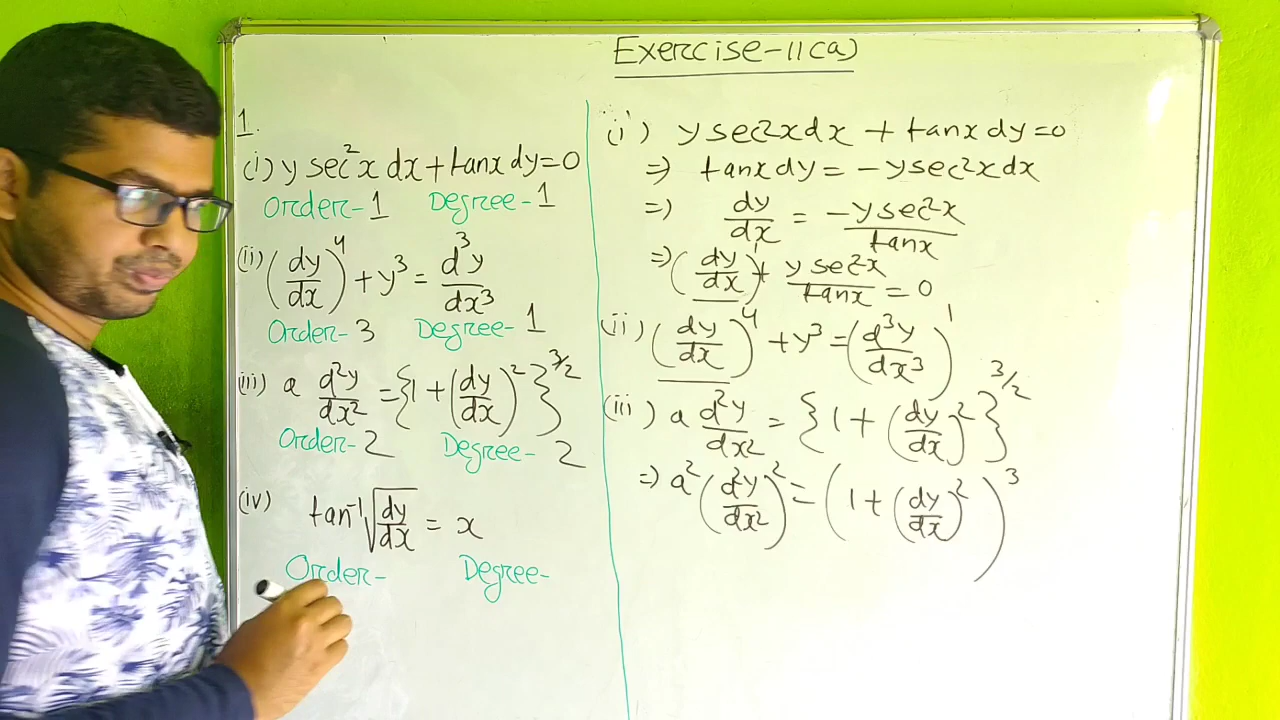 Exercise-11(a)
1.
(i) y sec²x dx + tanx dy = 0
Order-1 Degree-1
(ii) (dy/dx)⁴ + y³ = d³y/dx³
Order-3 Degree-1
(iii) a d²y/dx² = {1 + (dy/dx)²}^3/2
Order-2 Degree-2
(iv) tan⁻¹√(dy/dx) = x
Order- Degree-
(i) y sec²x dx + tanx dy = 0
=> tanx dy = -y sec²x dx
=> dy/dx = -y sec²x/tanx
=> (dy/dx)¹ + y sec²x/tanx = 0
(ii) (dy/dx)⁴ + y³ = (d³y/dx³)¹
(iii) a d²y/dx² = {1 + (dy/dx)²}^3/2
=> a² (d²y/dx²)² = (1 + (dy/dx)²)³